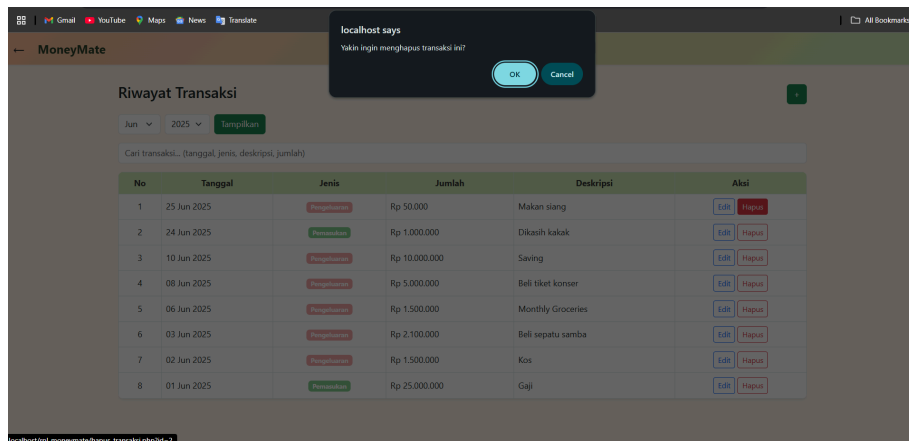 Gmail YouTube Maps News Translate All Bookmarks
localhost says
Yakin ingin menghapus transaksi ini?
OK Cancel
← MoneyMate
Riwayat Transaksi +
Jun 2025 Tampilkan
Cari transaksi... (tanggal, jenis, deskripsi, jumlah)
No Tanggal Jenis Jumlah Deskripsi Aksi
1 25 Jun 2025 Pengeluaran Rp 50.000 Makan siang Edit Hapus
2 24 Jun 2025 Pemasukan Rp 1.000.000 Dikasih kakak Edit Hapus
3 10 Jun 2025 Pengeluaran Rp 10.000.000 Saving Edit Hapus
4 08 Jun 2025 Pengeluaran Rp 5.000.000 Beli tiket konser Edit Hapus
5 06 Jun 2025 Pengeluaran Rp 1.500.000 Monthly Groceries Edit Hapus
6 03 Jun 2025 Pengeluaran Rp 2.100.000 Beli sepatu samba Edit Hapus
7 02 Jun 2025 Pengeluaran Rp 1.500.000 Kos Edit Hapus
8 01 Jun 2025 Pemasukan Rp 25.000.000 Gaji Edit Hapus